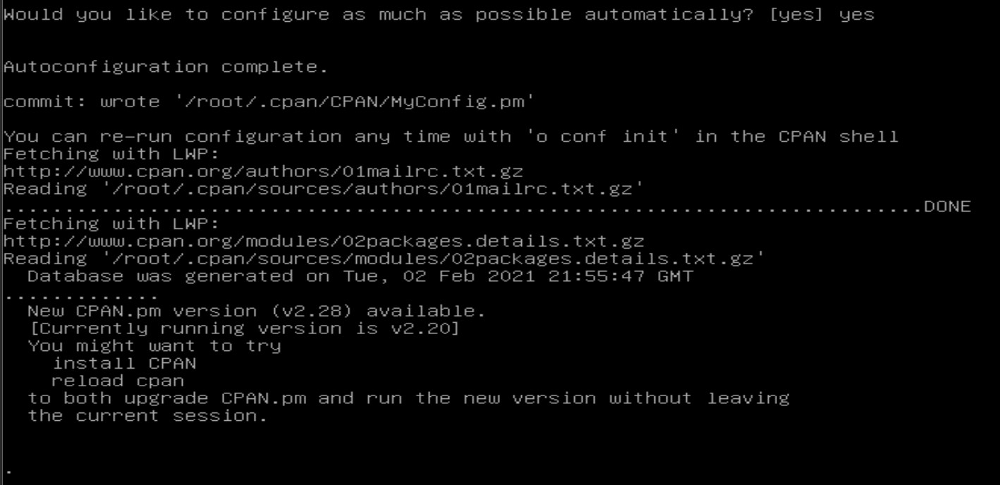 Would you like to configure as much as possible automatically? [yes] yes
Autoconfiguration complete.
commit: wrote '/root/.cpan/CPAN/MyConfig.pm'
You can re-run configuration any time with 'o conf init' in the CPAN shell
Fetching with LWP:
http://www.cpan.org/authors/01mailrc.txt.gz
Reading '/root/.cpan/sources/authors/01mailrc.txt.gz'
............................................................................DONE
Fetching with LWP:
http://www.cpan.org/modules/02packages.details.txt.gz
Reading '/root/.cpan/sources/modules/02packages.details.txt.gz'
  Database was generated on Tue, 02 Feb 2021 21:55:47 GMT
.............
  New CPAN.pm version (v2.28) available.
  [Currently running version is v2.20]
  You might want to try
    install CPAN
    reload cpan
  to both upgrade CPAN.pm and run the new version without leaving
  the current session.
.